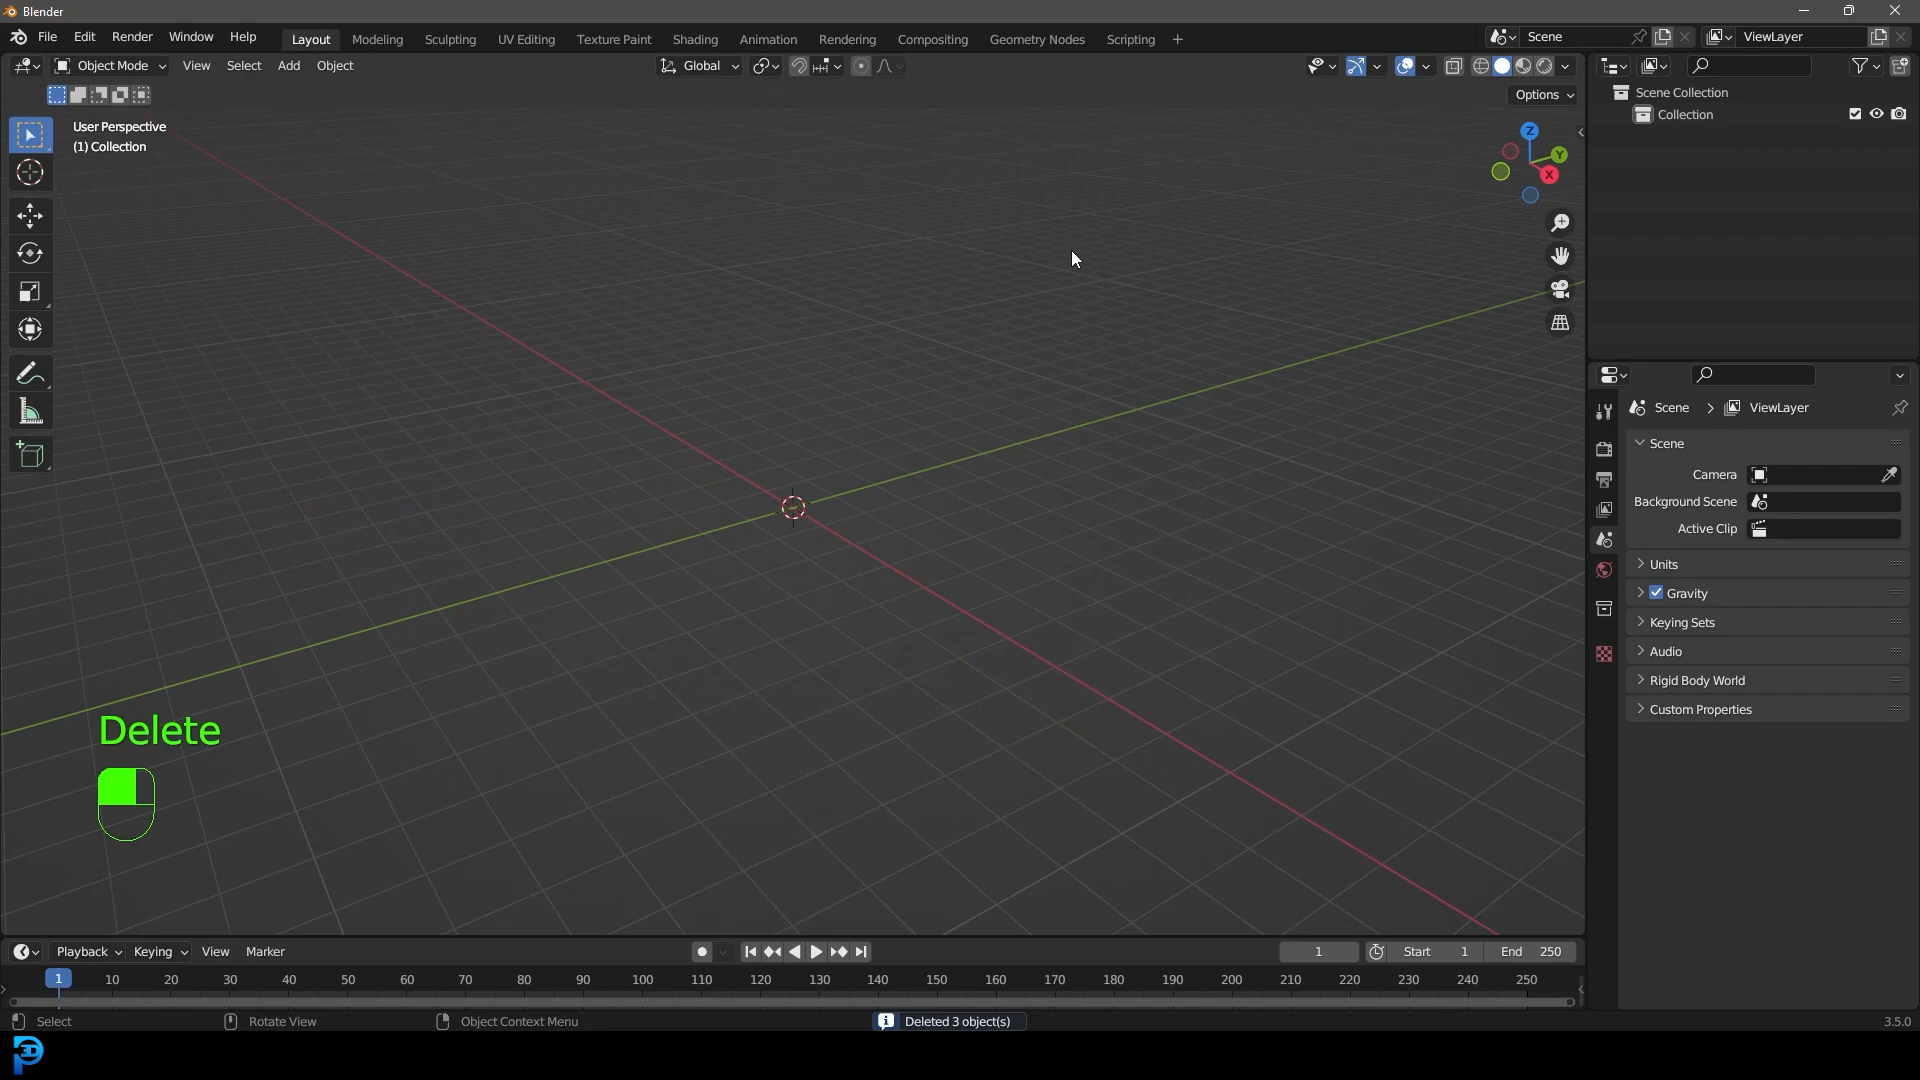 Blender
File Edit Render Window Help Layout Modeling Sculpting UV Editing Texture Paint Shading Animation Rendering Compositing Geometry Nodes Scripting + Scene ViewLayer
Object Mode View Select Add Object Global
Options
User Perspective
(1) Collection
Z
Y
X
Scene Collection
Collection
Scene > ViewLayer
Scene
Camera
Background Scene
Active Clip
Units
Gravity
Keying Sets
Audio
Rigid Body World
Custom Properties
Delete
Playback Keying View Marker 1 Start 1 End 250
1 10 20 30 40 50 60 70 80 90 100 110 120 130 140 150 160 170 180 190 200 210 220 230 240 250
Select Rotate View Object Context Menu Deleted 3 object(s) 3.5.0
3D